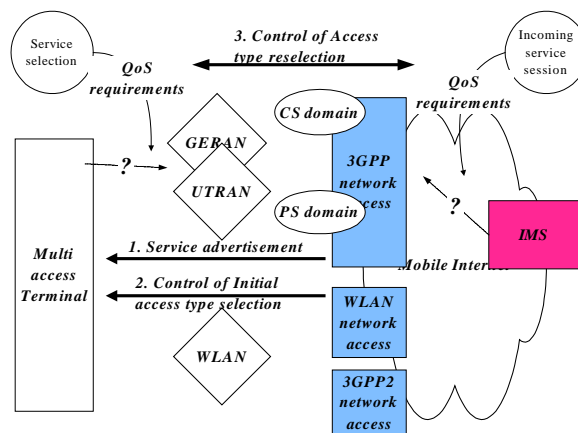 Service
selection
3. Control of Access
type reselection
Incoming
service
session
QoS
requirements
QoS
requirements
CS domain
GERAN
3GPP
network
access
?
UTRAN
?
PS domain
IMS
1. Service advertisement
Multi
access
Terminal
Mobile Internet
2. Control of Initial
access type selection
WLAN
network
access
WLAN
3GPP2
network
access